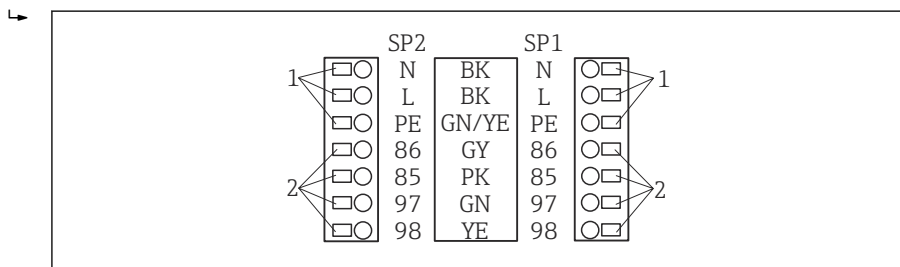 SP2 SP1
1 N BK N 1
L BK L
PE GN/YE PE
86 GY 86
2 85 PK 85 2
97 GN 97
98 YE 98